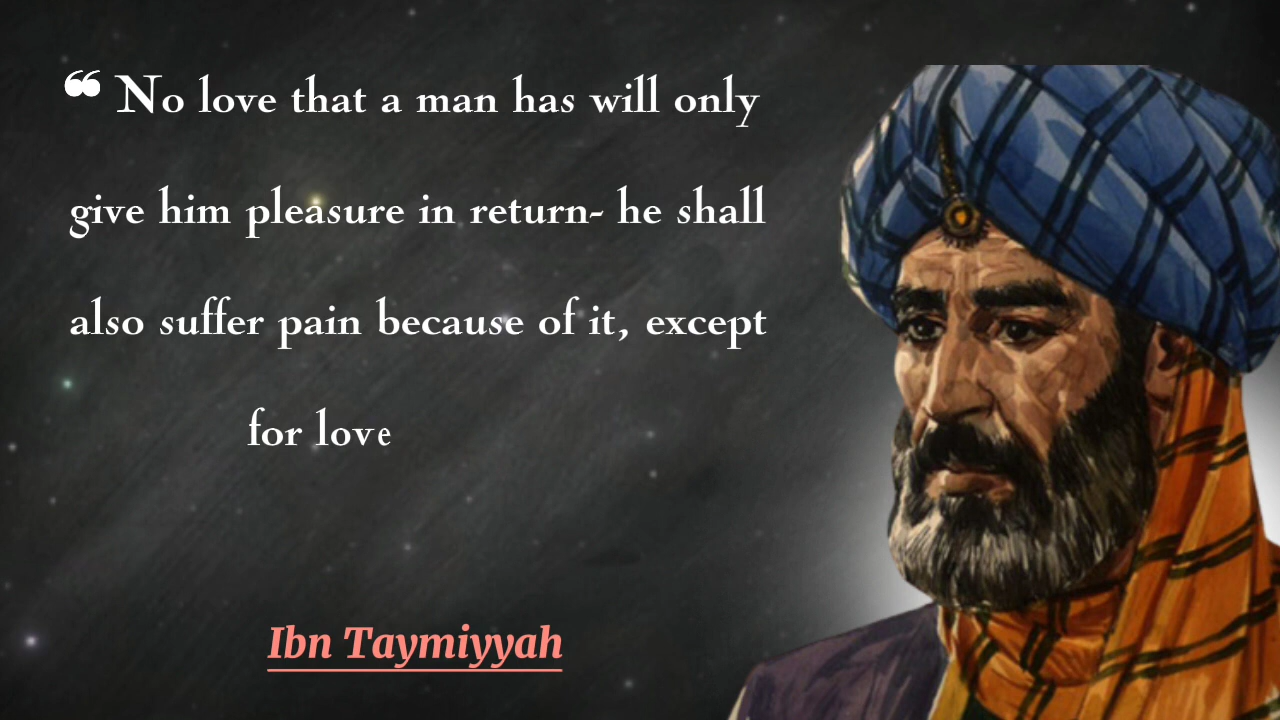 ❝ No love that a man has will only
give him pleasure in return- he shall
also suffer pain because of it, except
for love
Ibn Taymiyyah